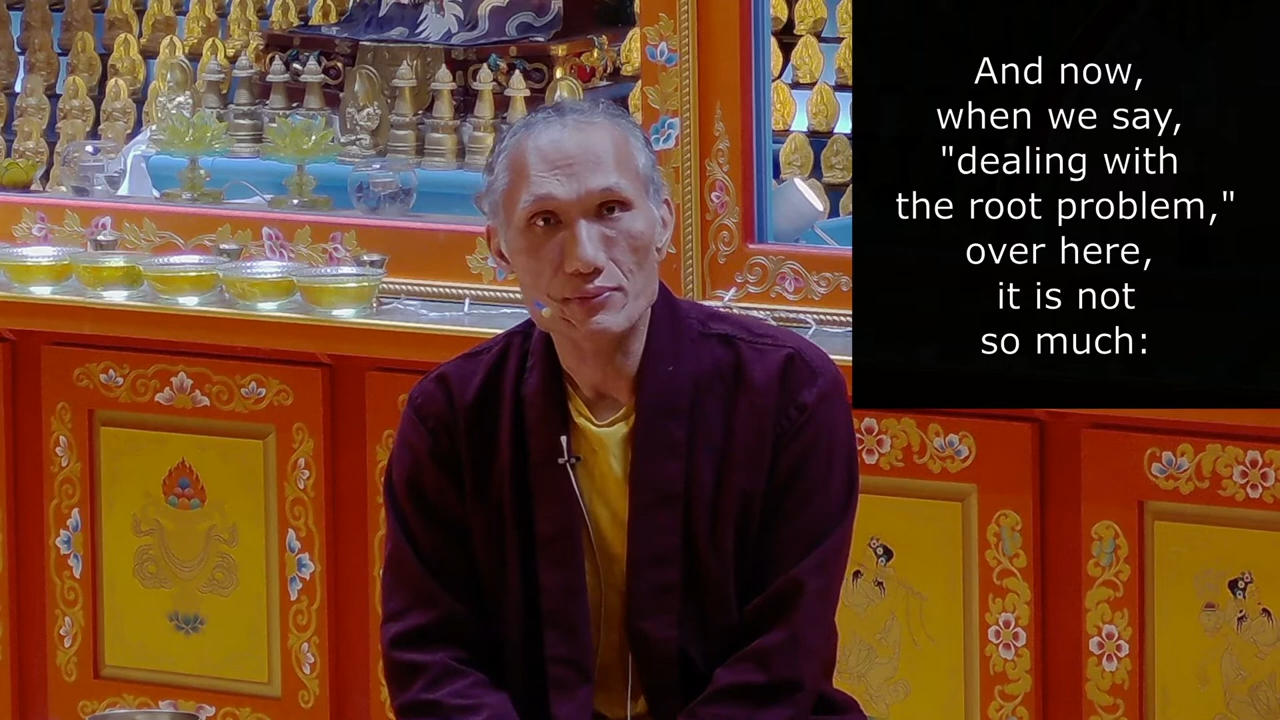 And now,
when we say,
"dealing with
the root problem,"
over here,
it is not
so much: